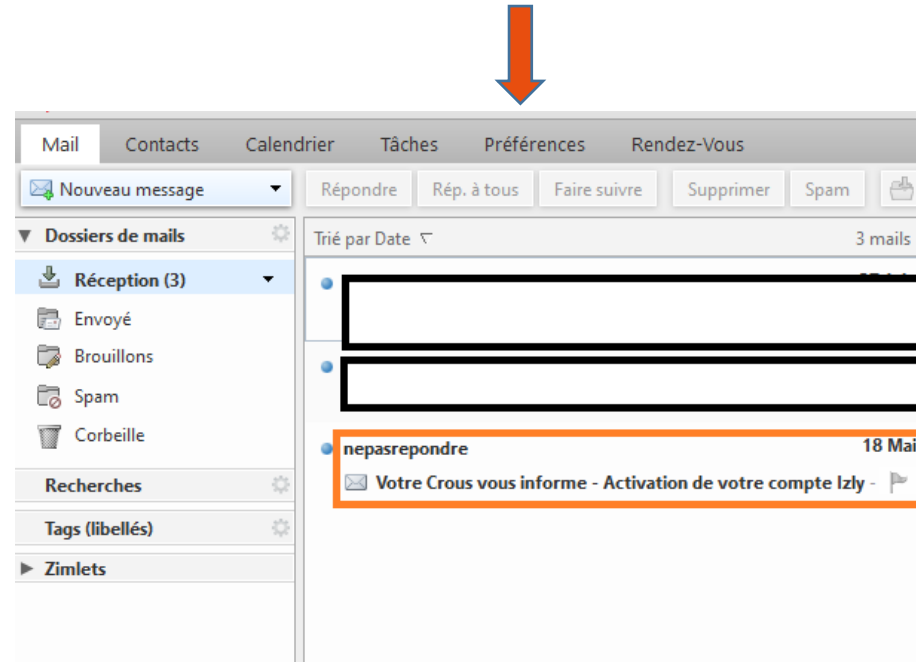 Mail Contacts Calendrier Tâches Préférences Rendez-Vous
Nouveau message Répondre Rép. à tous Faire suivre Supprimer Spam
Dossiers de mails
Trié par Date 3 mails
Réception (3)
Envoyé
Brouillons
Spam
Corbeille
nepasrepondre 18 Mai
Votre Crous vous informe - Activation de votre compte Izly -
Recherches
Tags (libellés)
Zimlets